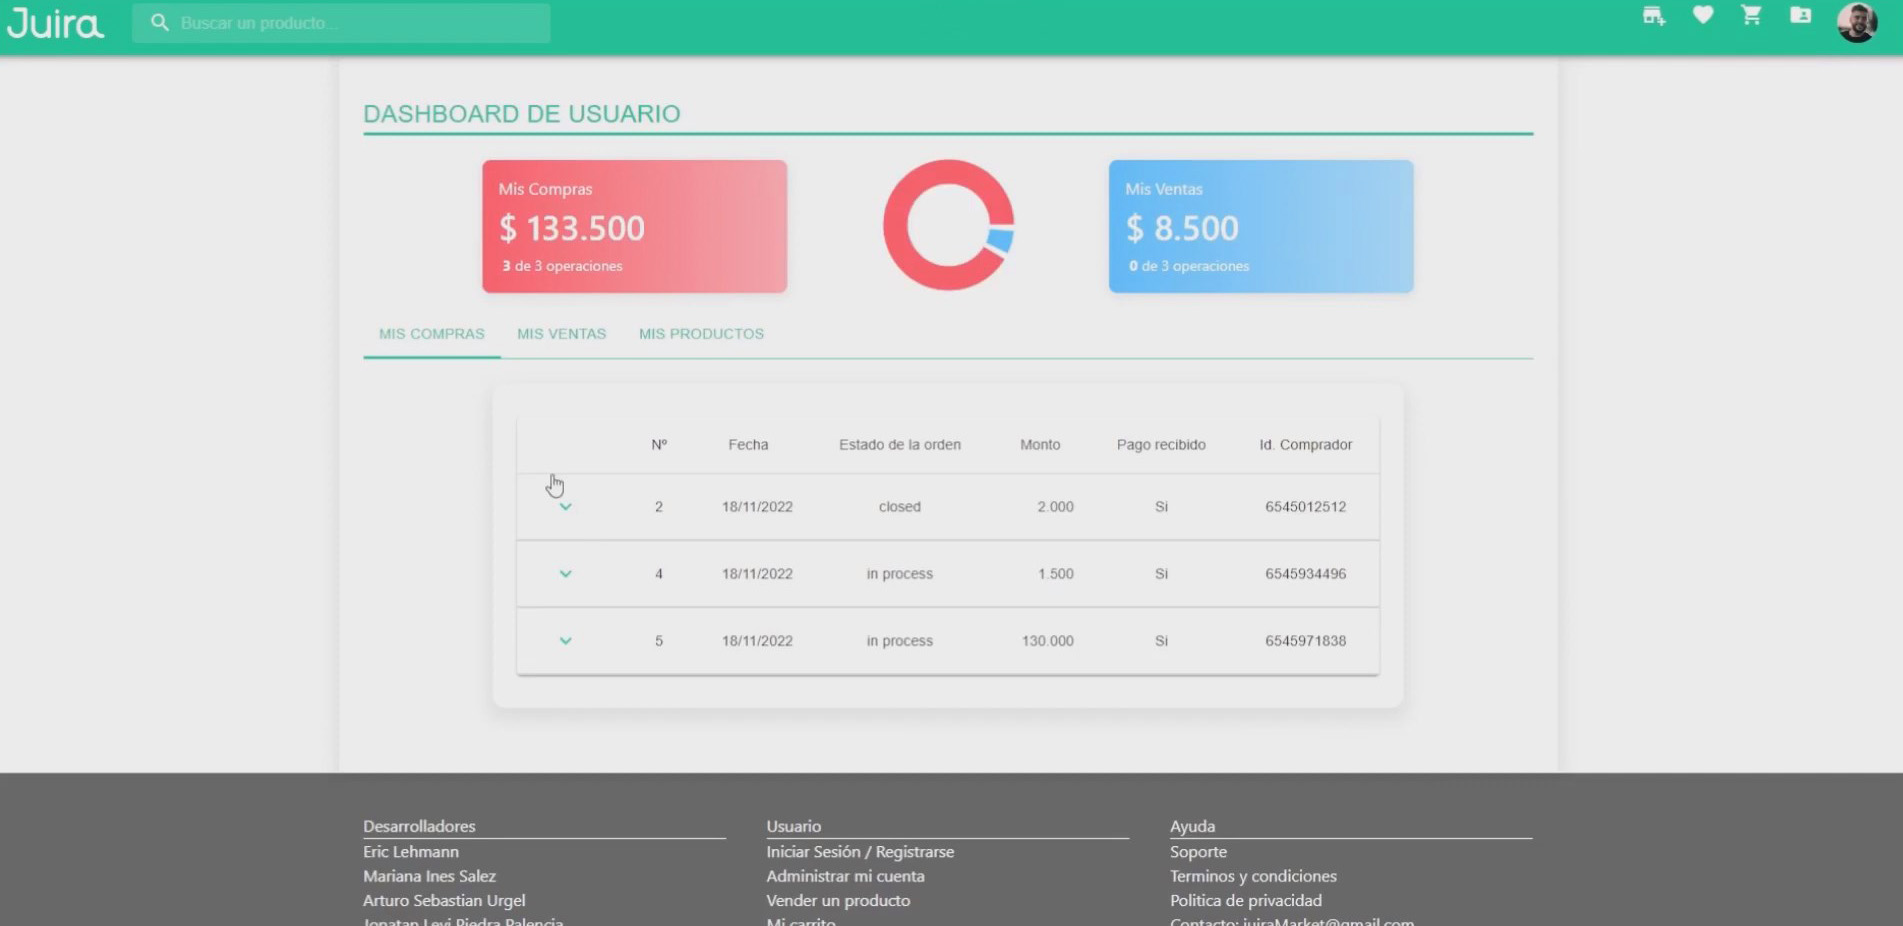 Juira
Buscar un producto...
DASHBOARD DE USUARIO
Mis Compras
$ 133.500
3 de 3 operaciones
Mis Ventas
$ 8.500
0 de 3 operaciones
MIS COMPRAS MIS VENTAS MIS PRODUCTOS
Nº Fecha Estado de la orden Monto Pago recibido Id. Comprador
2 18/11/2022 closed 2.000 Si 6545012512
4 18/11/2022 in process 1.500 Si 6545934496
5 18/11/2022 in process 130.000 Si 6545971838
Desarrolladores
Eric Lehmann
Mariana Ines Salez
Arturo Sebastian Urgel
Jonatan Levi Piedra Palencia
Usuario
Iniciar Sesión / Registrarse
Administrar mi cuenta
Vender un producto
Mi carrito
Ayuda
Soporte
Terminos y condiciones
Politica de privacidad
Contacto: juiraMarket@gmail.com